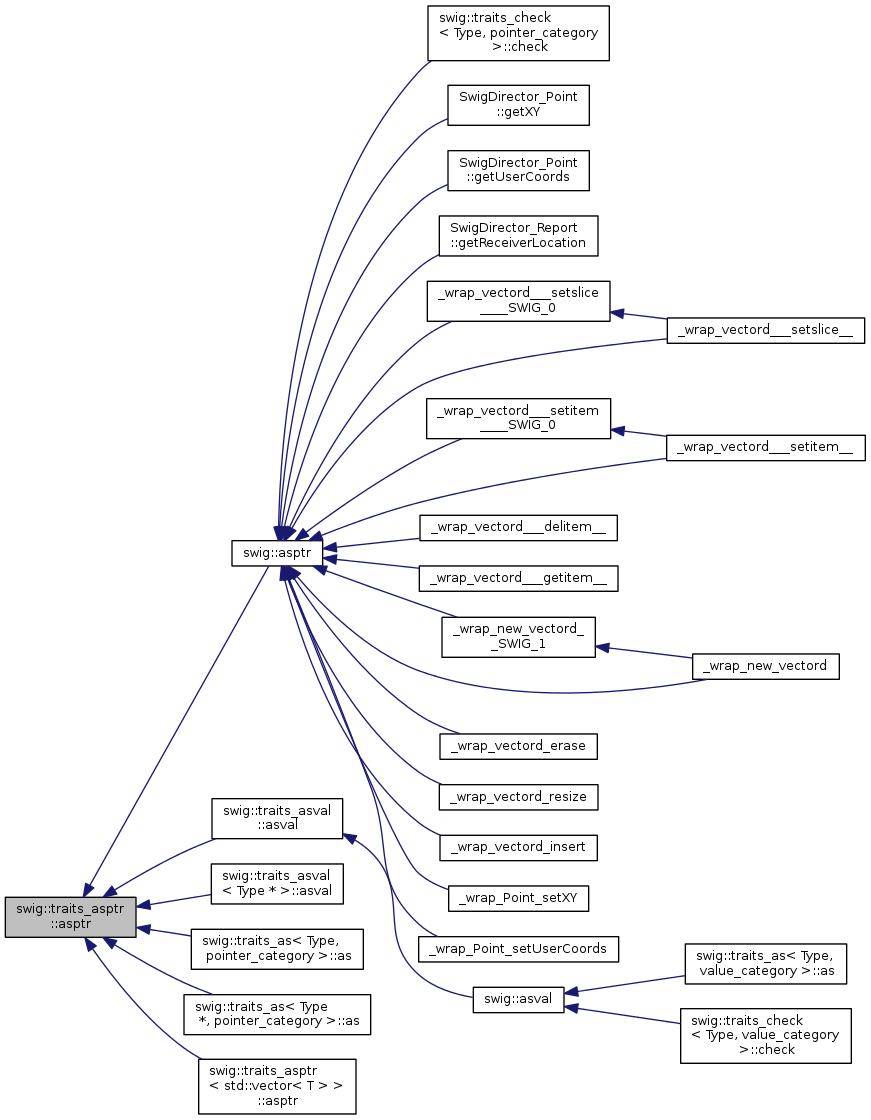 swig::traits_check
< Type, pointer_category
>::check
SwigDirector_Point
::getXY
SwigDirector_Point
::getUserCoords
SwigDirector_Report
::getReceiverLocation
_wrap_vectord___setslice
____SWIG_0
_wrap_vectord___setslice__
_wrap_vectord___setitem
____SWIG_0
_wrap_vectord___setitem__
_wrap_vectord___delitem__
swig::asptr
_wrap_vectord___getitem__
_wrap_new_vectord_
_SWIG_1
_wrap_new_vectord
_wrap_vectord_erase
_wrap_vectord_resize
swig::traits_asval
::asval
_wrap_vectord_insert
swig::traits_asval
< Type * >::asval
_wrap_Point_setXY
swig::traits_asptr
::asptr
swig::traits_as< Type,
pointer_category >::as
_wrap_Point_setUserCoords
swig::traits_as< Type,
value_category >::as
swig::asval
swig::traits_as< Type
*, pointer_category >::as
swig::traits_check
< Type, value_category
>::check
swig::traits_asptr
< std::vector< T > >
::asptr